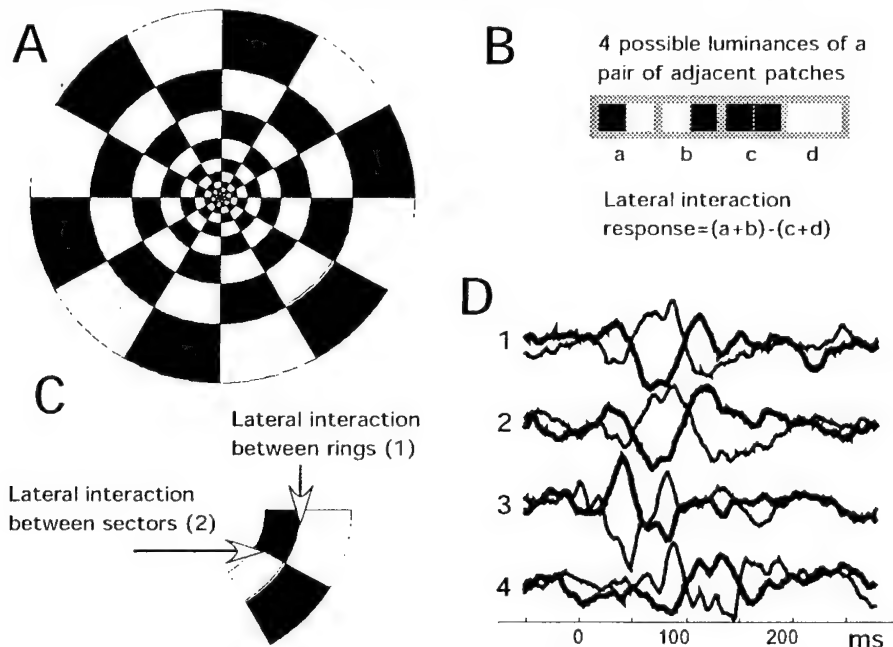 A
B
4 possible luminances of a
pair of adjacent patches
a b c d
Lateral interaction
response=(a+b)-(c+d)
C
Lateral interaction
between rings (1)
Lateral interaction
between sectors (2)
D
1
2
3
4
0 100 200 ms